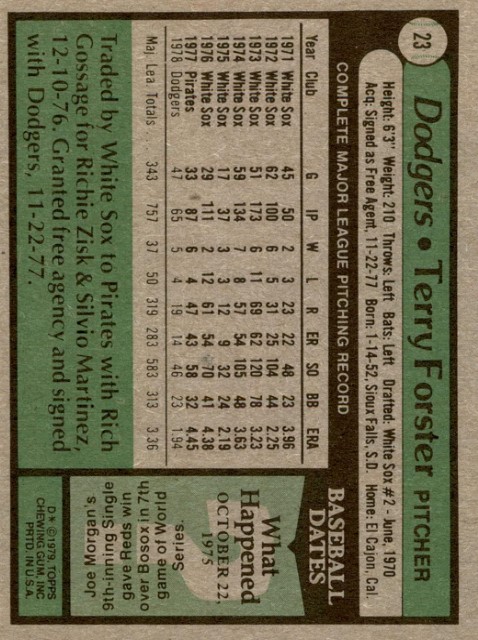 23
Dodgers • Terry Forster PITCHER
Height: 6'3" Weight: 210 Throws: Left Bats: Left Drafted: White Sox #2 - June, 1970
Acq: Signed as Free Agent, 11-22-77 Born: 1-14-52, Sioux Falls, S.D. Home: El Cajon, Cal.
COMPLETE MAJOR LEAGUE PITCHING RECORD
Year Club G IP W L R ER SO BB ERA
1971 White Sox 45 50 2 3 23 22 48 23 3.96
1972 White Sox 62 100 6 5 31 25 104 44 2.25
1973 White Sox 51 173 6 11 69 62 120 78 3.23
1974 White Sox 59 134 7 8 57 54 105 48 3.63
1975 White Sox 17 37 3 3 12 9 32 24 2.19
1976 White Sox 29 111 2 12 61 54 70 41 4.38
1977 Pirates 33 87 6 4 47 43 58 32 4.45
1978 Dodgers 47 65 5 4 19 14 46 23 1.94
Maj Lea Totals 343 757 37 50 319 283 583 313 3.36
Traded by White Sox to Pirates with Rich
Gossage for Richie Zisk & Silvio Martinez,
12-10-76. Granted free agency and signed
with Dodgers, 11-22-77.
BASEBALL
DATES
What
Happened
OCTOBER 22,
1975
Joe Morgan's
9th-inning Single
gave Reds win
over Bosox in 7th
game of World
Series.
D* © 1979, TOPPS
CHEWING GUM, INC
PRTD. IN U.S.A.